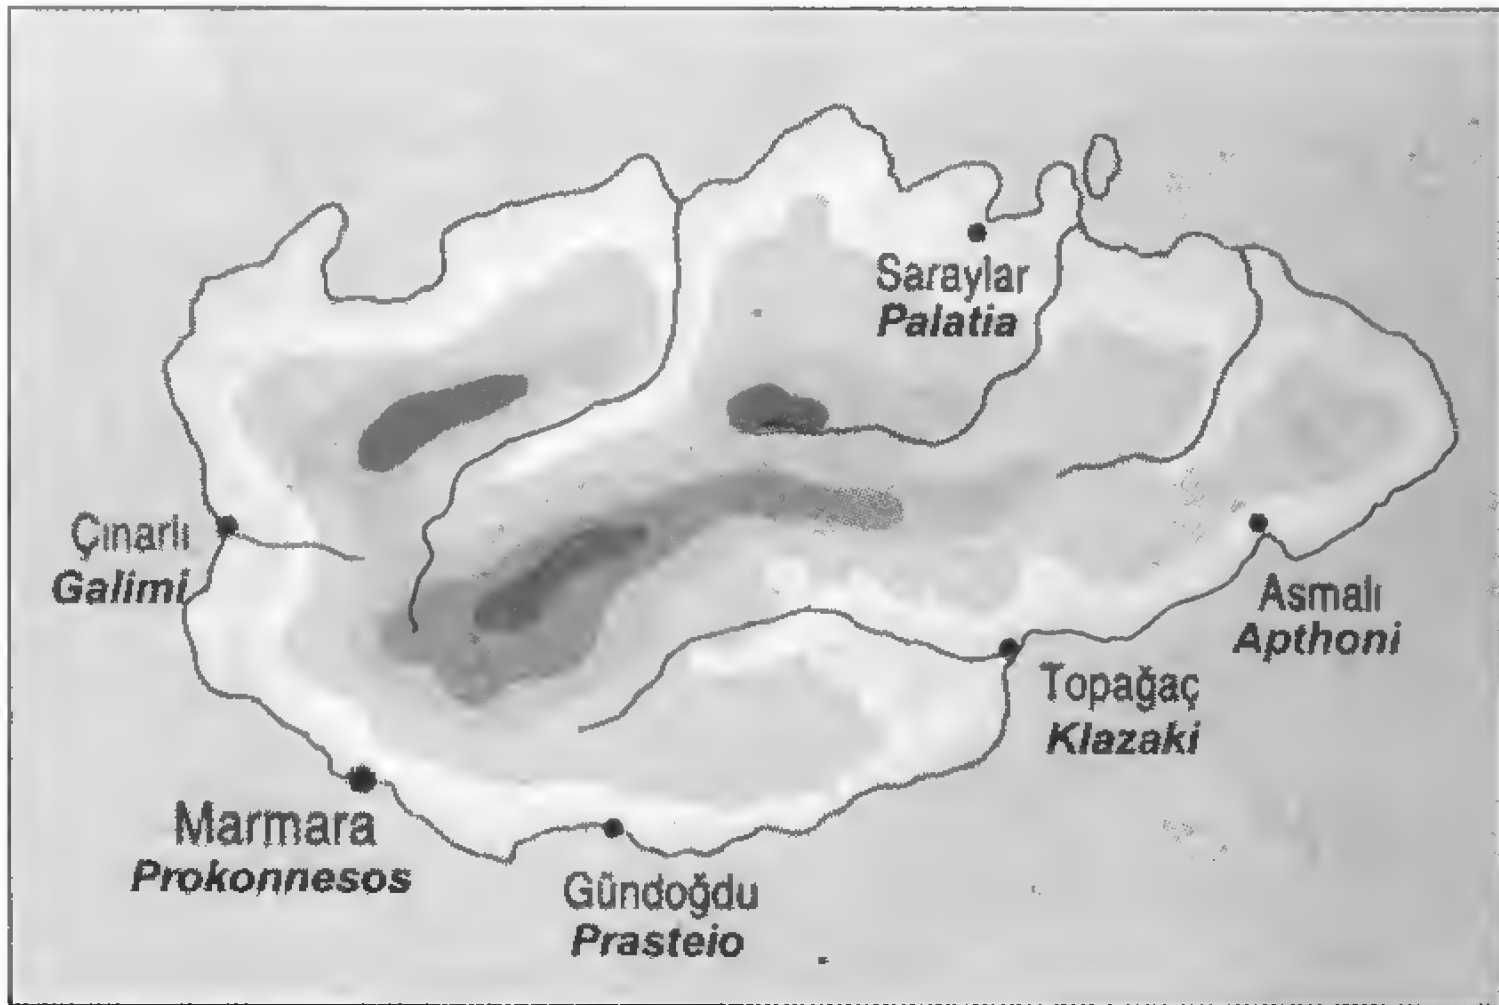 Saraylar
Palatia
Çınarlı
Galimi
Asmalı
Apthoni
Topağaç
Klazaki
Marmara
Prokonnesos
Gündoğdu
Prasteio